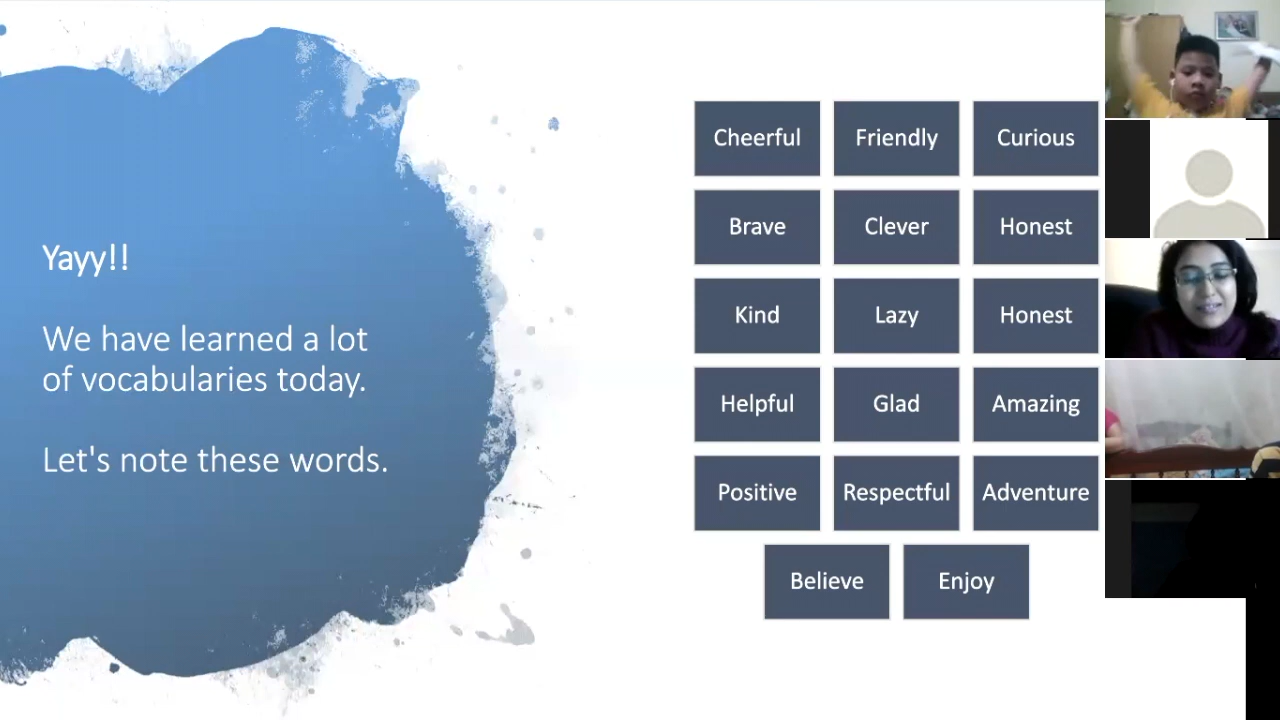 Yayy!!
We have learned a lot
of vocabularies today.
Let's note these words.
Cheerful Friendly Curious
Brave Clever Honest
Kind Lazy Honest
Helpful Glad Amazing
Positive Respectful Adventure
Believe Enjoy